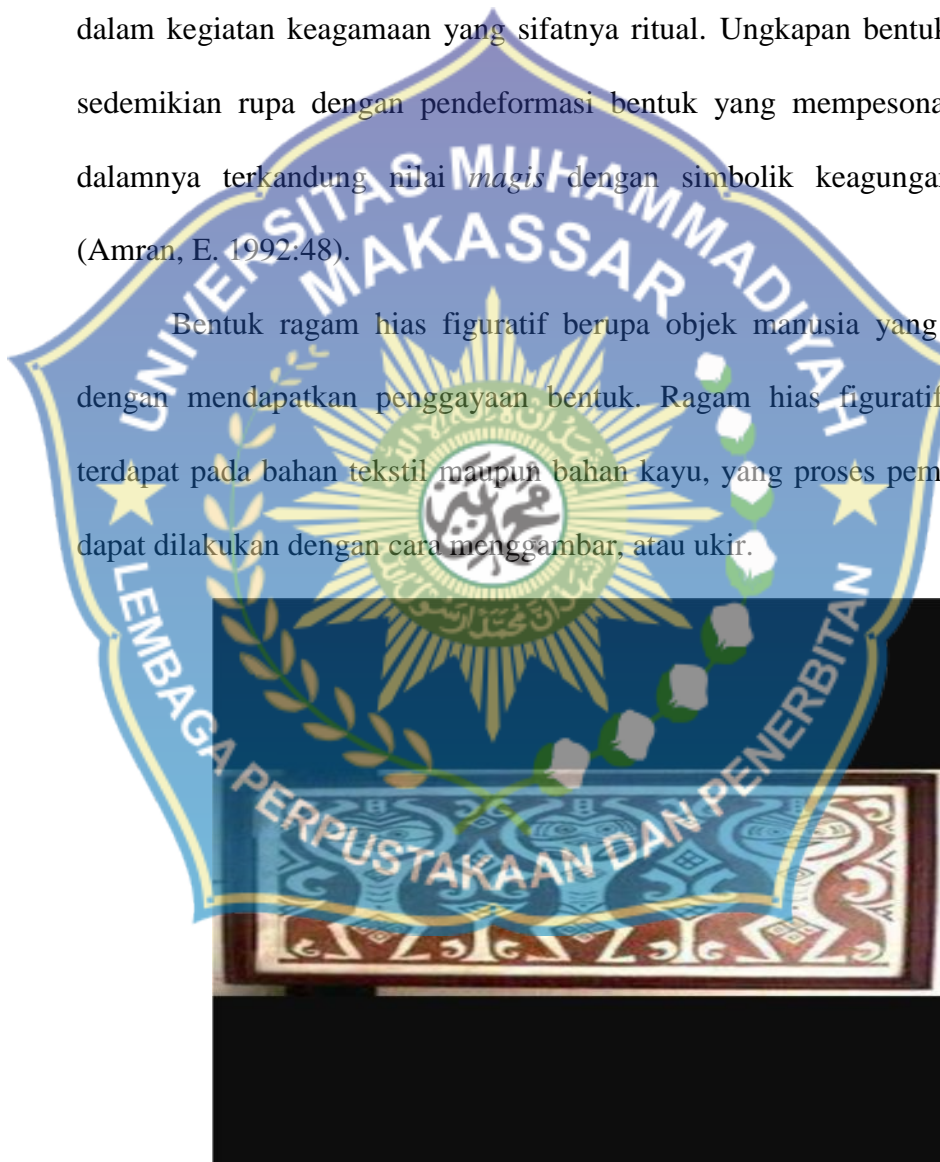 dalam kegiatan keagamaan yang sifatnya ritual. Ungkapan bentuk
sedemikian rupa dengan pendeformasi bentuk yang mempesona
dalamnya terkandung nilai magis dengan simbolik keagungan
(Amran, E. 1992:48).
Bentuk ragam hias figuratif berupa objek manusia yang
dengan mendapatkan penggayaan bentuk. Ragam hias figuratif
terdapat pada bahan tekstil maupun bahan kayu, yang proses pem
dapat dilakukan dengan cara menggambar, atau ukir.
UNIVERSITAS MUHAMMADIYAH
MAKASSAR
LEMBAGA PERPUSTAKAAN DAN PENERBITAN